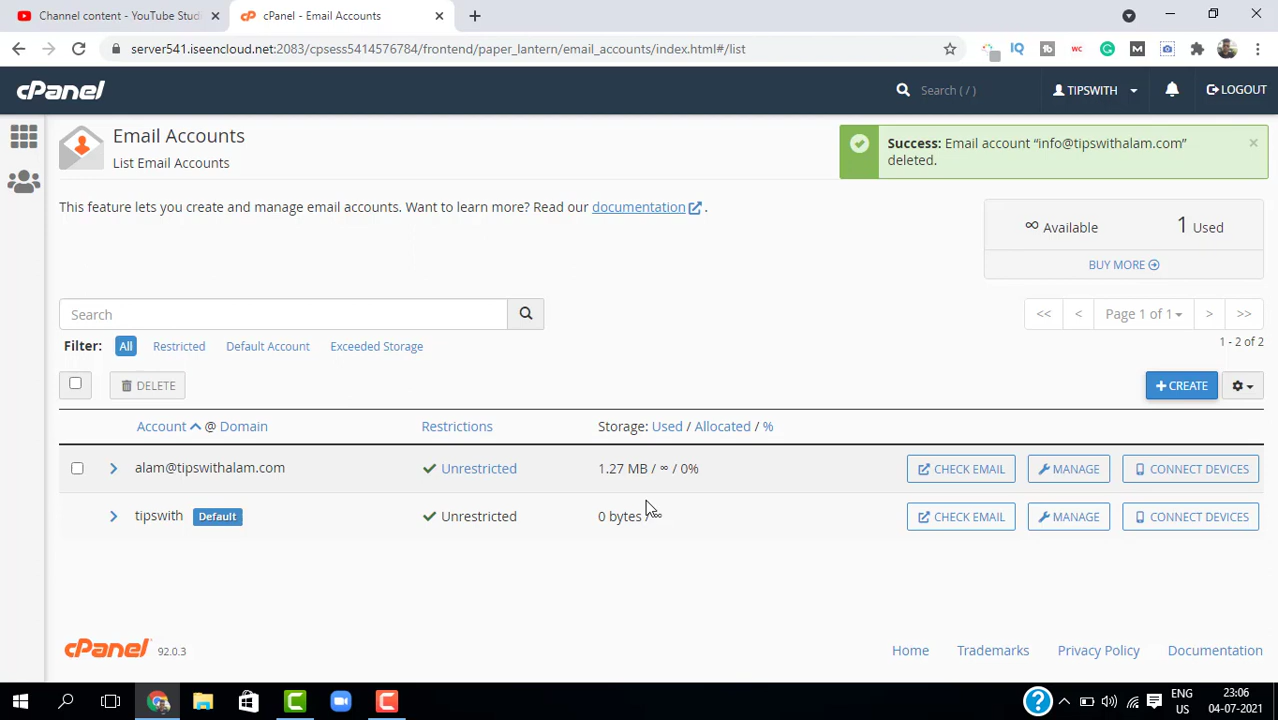 Channel content - YouTube Stud
cPanel - Email Accounts
server541.iseencloud.net:2083/cpsess5414576784/frontend/paper_lantern/email_accounts/index.html#/list
cPanel
Search ( / )
TIPSWITH
LOGOUT
Email Accounts
List Email Accounts
Success: Email account “info@tipswithalam.com” deleted.
This feature lets you create and manage email accounts. Want to learn more? Read our documentation .
∞ Available
1 Used
BUY MORE
Search
<< < Page 1 of 1 > >>
Filter: All Restricted Default Account Exceeded Storage
1 - 2 of 2
DELETE
+ CREATE
Account @ Domain Restrictions Storage: Used / Allocated / %
alam@tipswithalam.com Unrestricted 1.27 MB / ∞ / 0% CHECK EMAIL MANAGE CONNECT DEVICES
tipswith Default Unrestricted 0 bytes / ∞ CHECK EMAIL MANAGE CONNECT DEVICES
cPanel 92.0.3
Home Trademarks Privacy Policy Documentation
ENG
US
23:06
04-07-2021